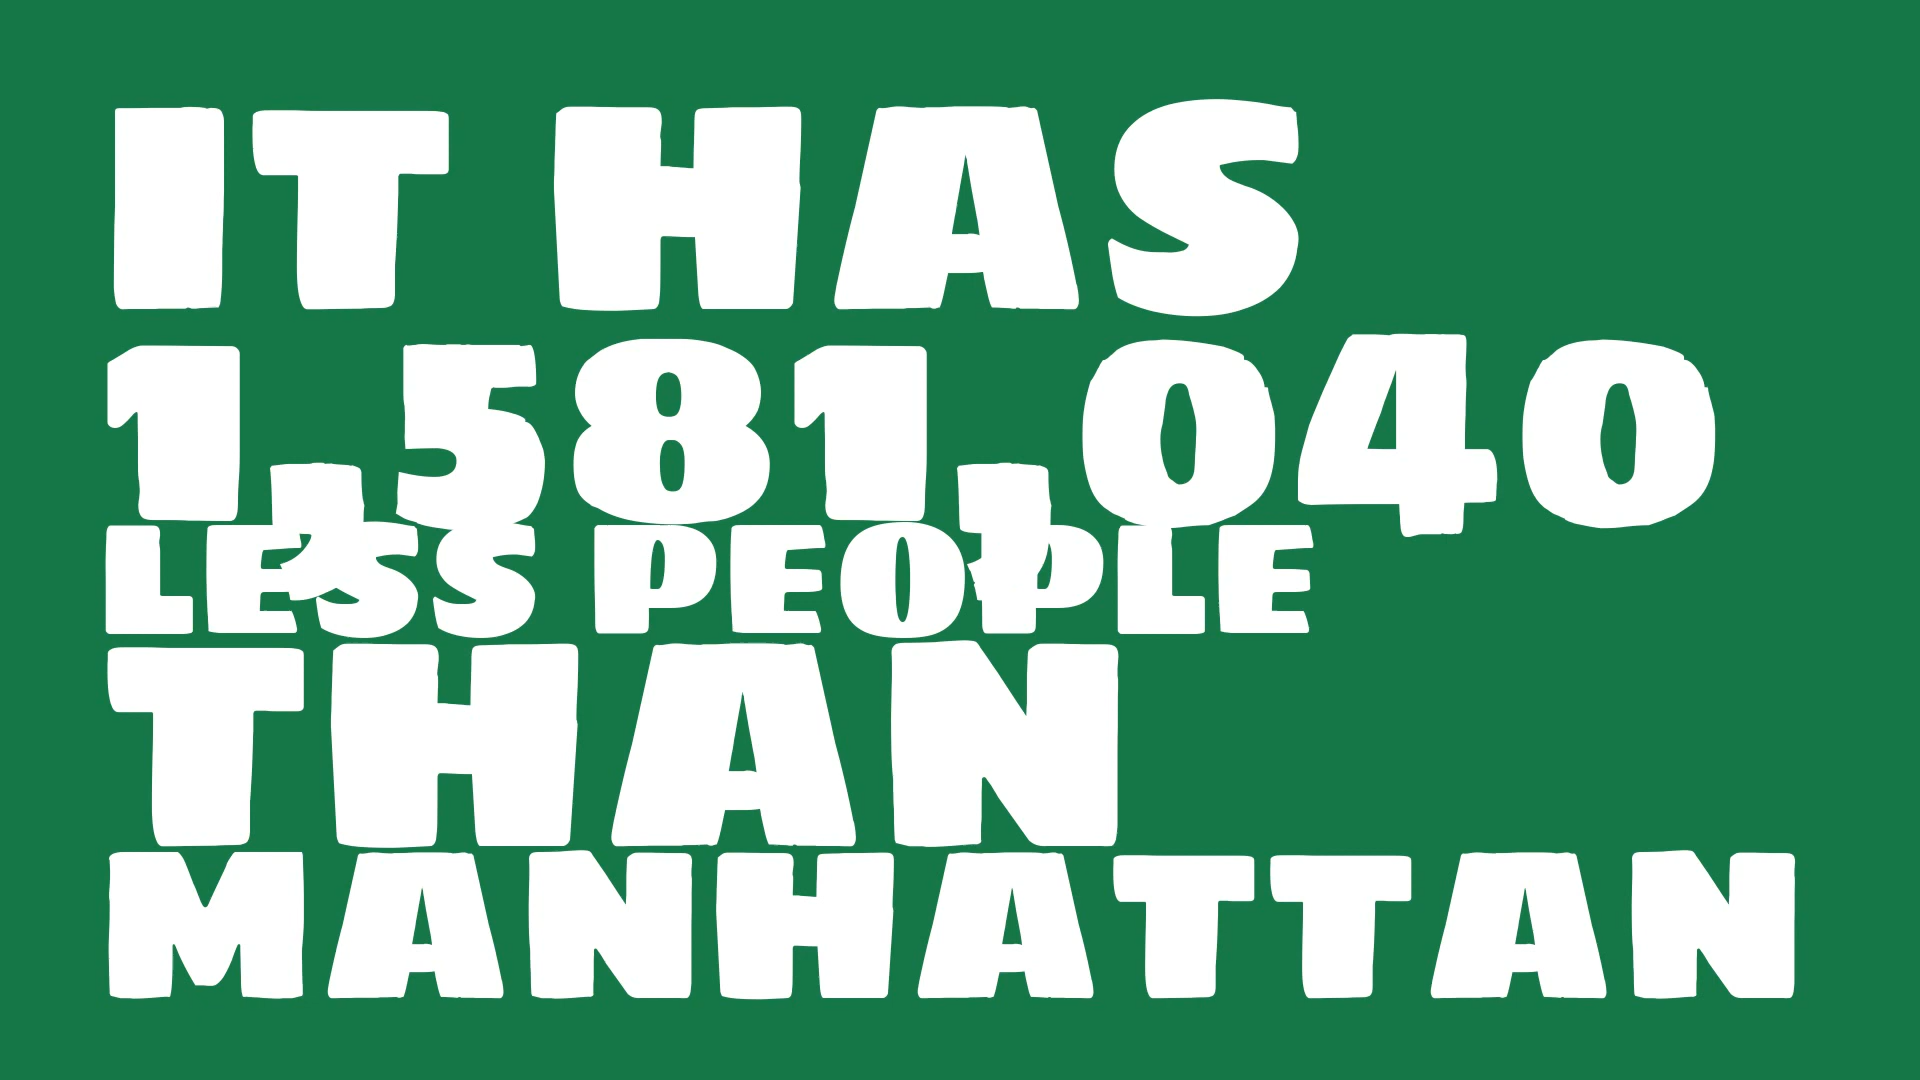 IT HAS
1,581,040
LESS PEOPLE
THAN
MANHATTAN